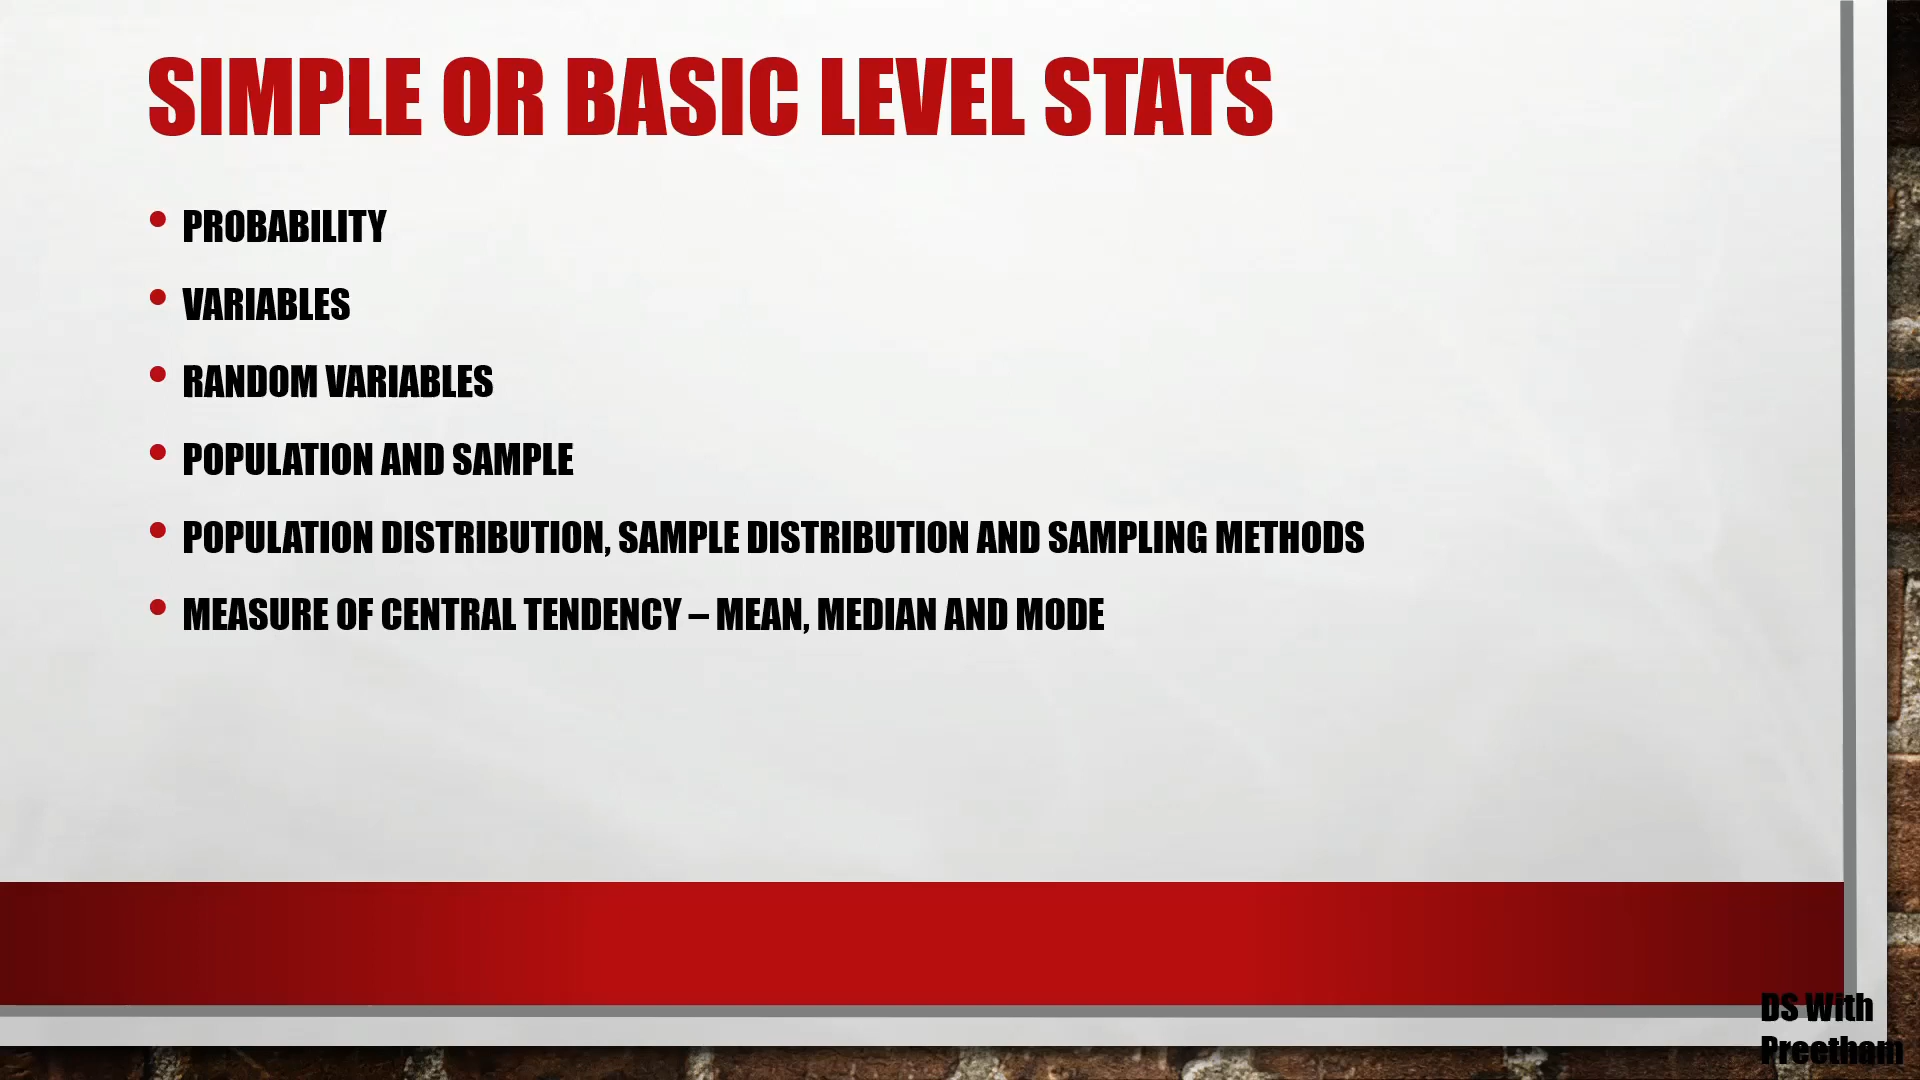 SIMPLE OR BASIC LEVEL STATS
• PROBABILITY
• VARIABLES
• RANDOM VARIABLES
• POPULATION AND SAMPLE
• POPULATION DISTRIBUTION, SAMPLE DISTRIBUTION AND SAMPLING METHODS
• MEASURE OF CENTRAL TENDENCY – MEAN, MEDIAN AND MODE
DS With
Preetham